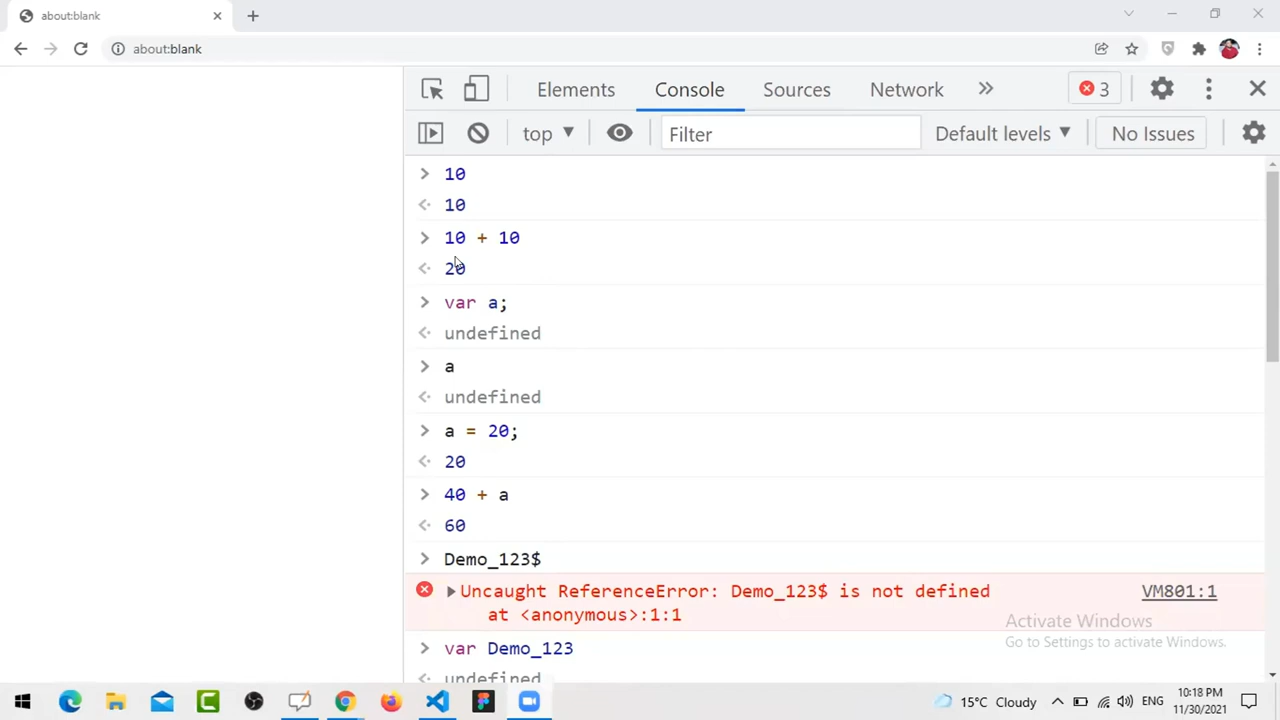 about:blank
about:blank
Elements
Console
Sources
Network
3
top
Filter
Default levels
No Issues
10
10
10 + 10
20
var a;
undefined
a
undefined
a = 20;
20
40 + a
60
Demo_123$
Uncaught ReferenceError: Demo_123$ is not defined
VM801:1
at <anonymous>:1:1
Activate Windows
Go to Settings to activate Windows.
var Demo_123
undefined
15°C Cloudy
ENG
10:18 PM
11/30/2021